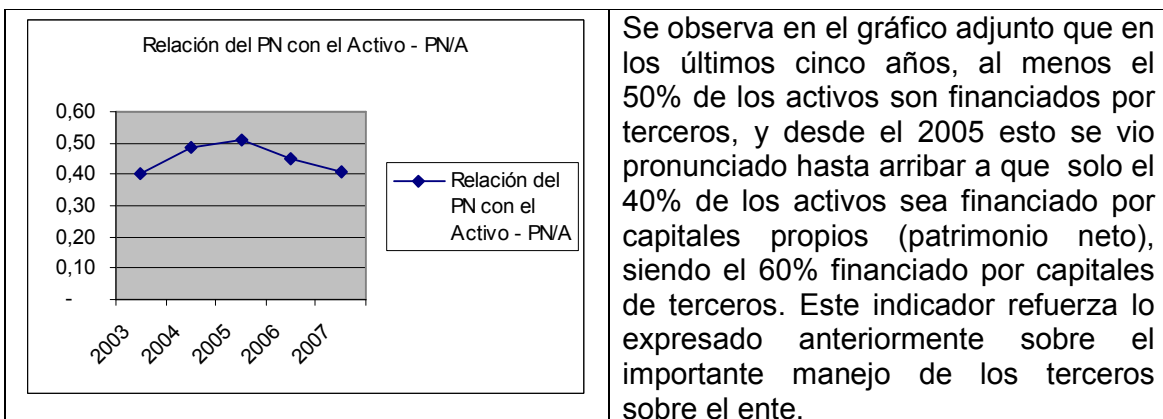 Relación del PN con el Activo - PN/A
0,60
0,50
0,40
0,30
0,20
0,10
-
2003
2004
2005
2006
2007
Relación del
PN con el
Activo - PN/A
Se observa en el gráfico adjunto que en
los últimos cinco años, al menos el
50% de los activos son financiados por
terceros, y desde el 2005 esto se vio
pronunciado hasta arribar a que solo el
40% de los activos sea financiado por
capitales propios (patrimonio neto),
siendo el 60% financiado por capitales
de terceros. Este indicador refuerza lo
expresado anteriormente sobre el
importante manejo de los terceros
sobre el ente.